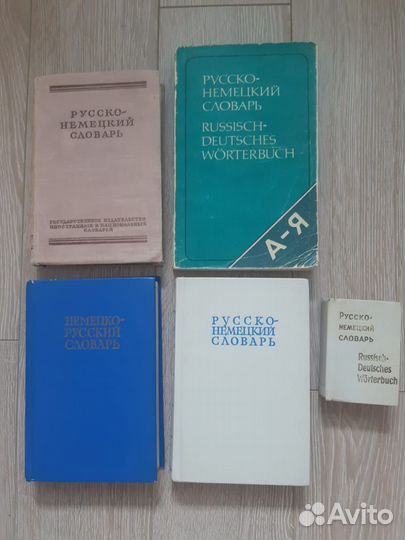 РУССКО-
НЕМЕЦКИЙ
СЛОВАРЬ
ГОСУДАРСТВЕННОЕ ИЗДАТЕЛЬСТВО
ИНОСТРАННЫХ И НАЦИОНАЛЬНЫХ
СЛОВАРЕЙ
РУССКО-
НЕМЕЦКИЙ
СЛОВАРЬ
RUSSISCH-
DEUTSCHES
WÖRTERBUCH
А-Я
НЕМЕЦКО-
РУССКИЙ
СЛОВАРЬ
РУССКО-
НЕМЕЦКИЙ
СЛОВАРЬ
РУССКО-
НЕМЕЦКИЙ
СЛОВАРЬ
Russisch-
Deutsches
Wörterbuch
Avito